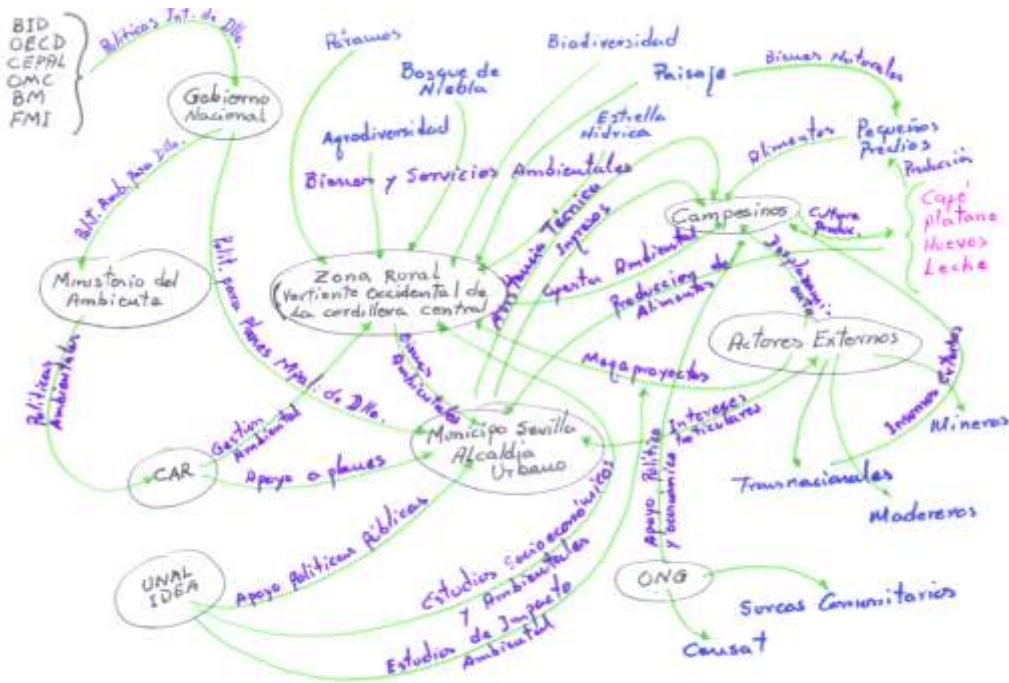 BID
OECD
CEPAL
OMC
BM
FMI
Políticas Int. de Dllo.
Gobierno
Nacional
Páramos
Bosque de
Niebla
Agrodiversidad
Biodiversidad
Paisaje
Estrella
Hídrica
Bienes y Servicios Ambientales
Bienes Naturales
Pequeños
Predios
Alimentos
Producción
Café
Platano
Huevos
Leche
Campesinos
Cultura
Produc.
Polít. Amb. para Dllo.
Ministerio del
Ambiente
Polít. para Planes Mpal. de Dllo.
Zona Rural
Vertiente Occidental de
La cordillera central
Asistencia Técnica
Ingresos
Oferta Ambiental
Producción de
Alimentos
Actores Externos
Megaproyectos
Bienes
Ambientales
Políticas
Ambientales
CAR
Gestión
Ambiental
Apoyo a planes
Municipo Sevilla
Alcaldía
Urbano
Intereses
Particulares
Insumos Externos
Mineros
Transnacionales
Madereros
Apoyo Político
y económico
UNAL
IDEA
Apoyo Políticas Públicas
Estudios Socioeconómicos
y Ambientales
Estudios de Impacto
Ambiental
ONG
Surcos Comunitarios
Censat